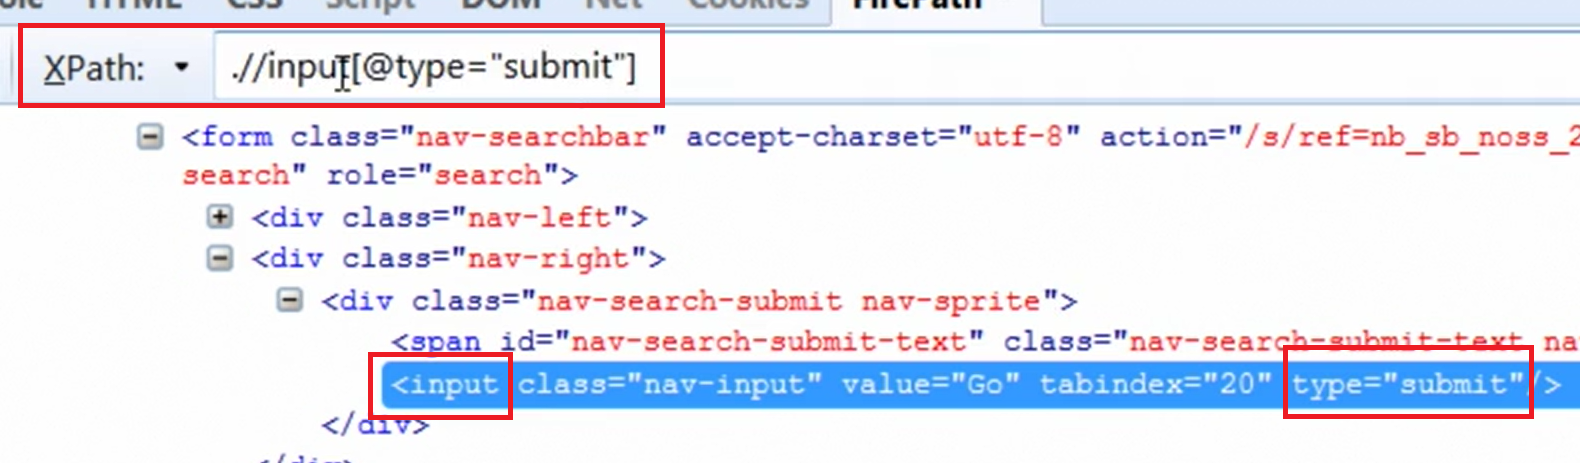 HTML CSS Script DOM Net Cookies FirePath
XPath: .//input[@type="submit"]
<form class="nav-searchbar" accept-charset="utf-8" action="/s/ref=nb_sb_noss_2
search" role="search">
<div class="nav-left">
<div class="nav-right">
<div class="nav-search-submit nav-sprite">
<span id="nav-search-submit-text" class="nav-search-submit-text na
<input class="nav-input" value="Go" tabindex="20" type="submit"/>
</div>
</div>